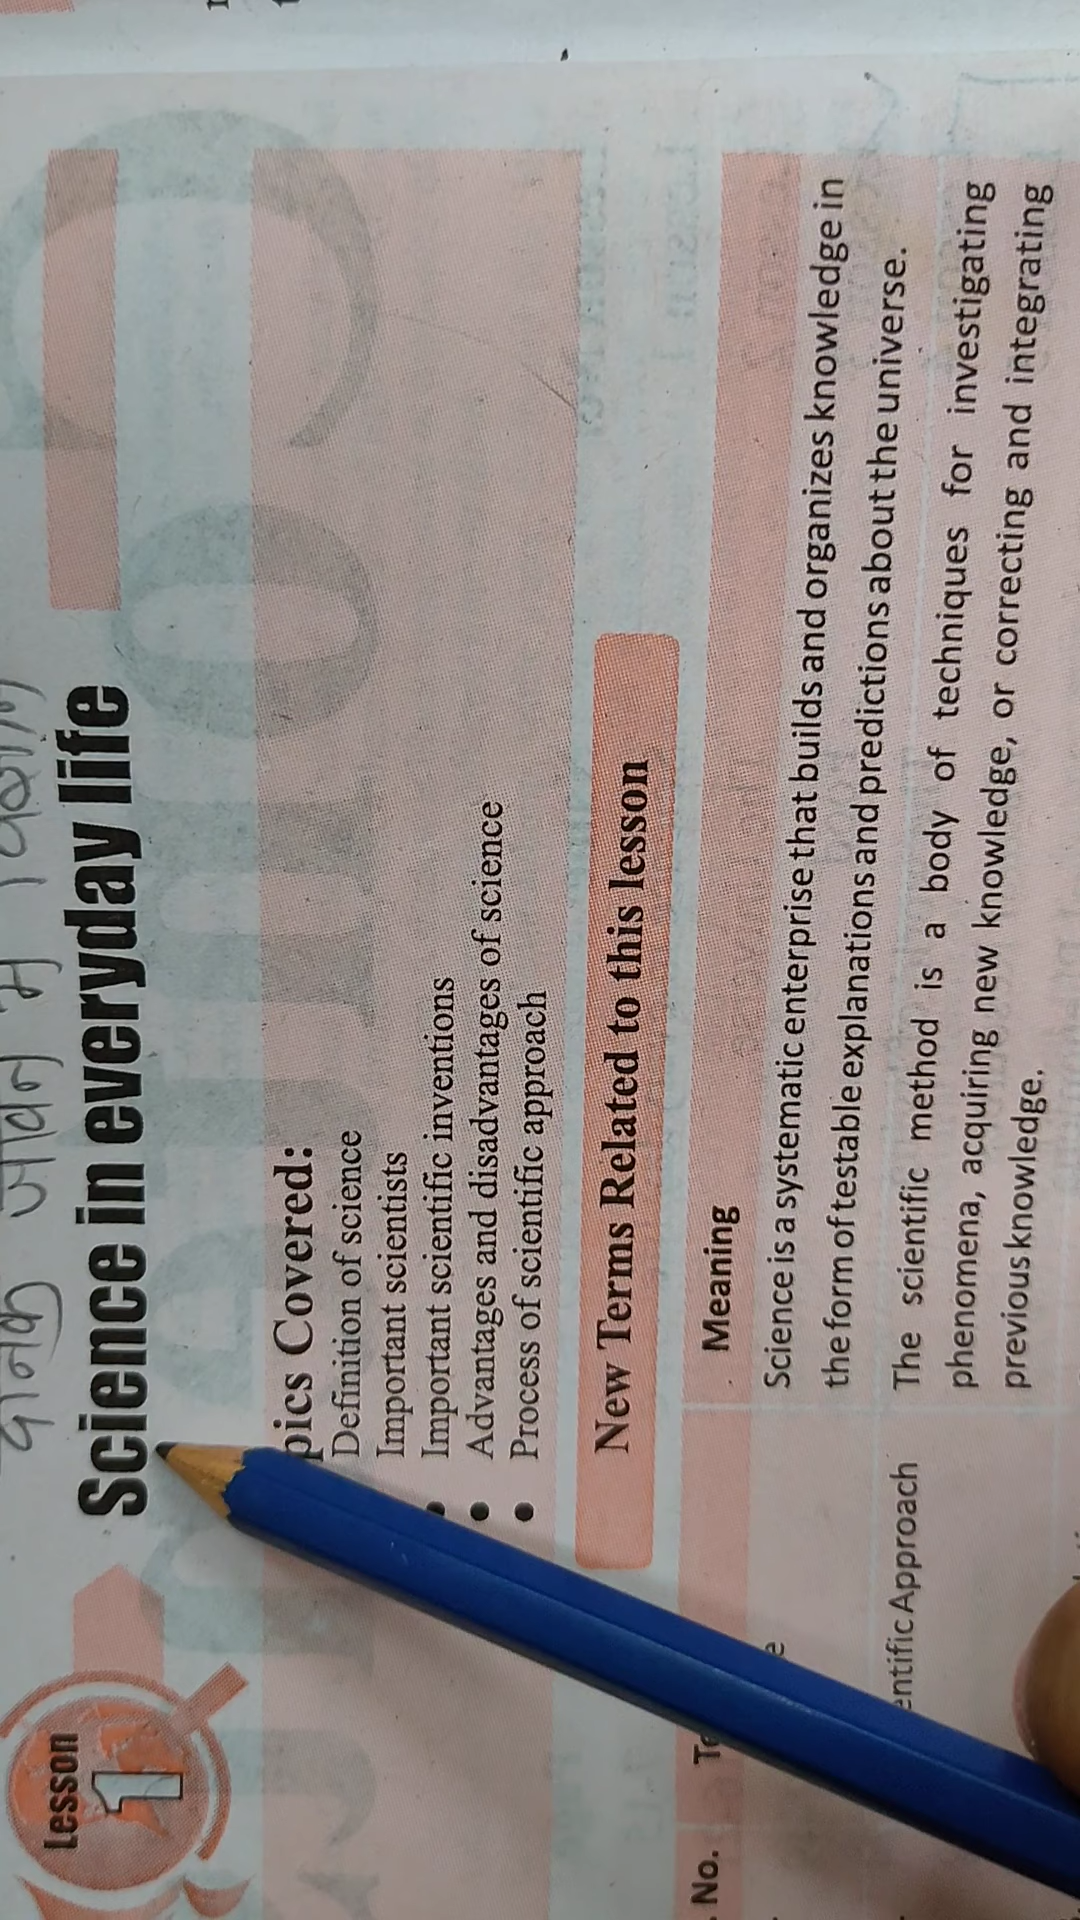 दैनिक जीवन में विज्ञान
Lesson
1
Science in everyday life
pics Covered:
Definition of science
Important scientists
Important scientific inventions
• Advantages and disadvantages of science
• Process of scientific approach
New Terms Related to this lesson
. No. Te Meaning
e Science is a systematic enterprise that builds and organizes knowledge in
the form of testable explanations and predictions about the universe.
entific Approach The scientific method is a body of techniques for investigating
phenomena, acquiring new knowledge, or correcting and integrating
previous knowledge.